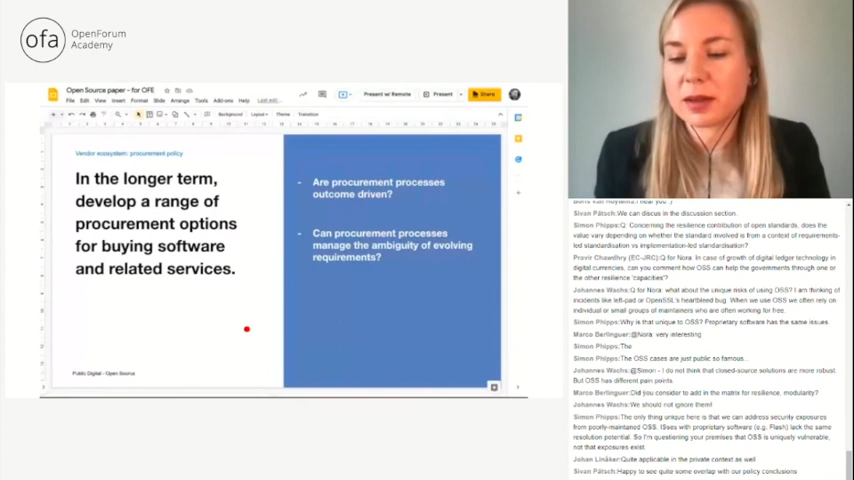 ofa
OpenForum
Academy
Open Source paper - for OFE
File Edit View Insert Format Slide Arrange Tools Add-ons Help
Present w/ Remote
Present
Share
Background
Layout
Theme
Transition
Vendor ecosystem: procurement policy
In the longer term,
develop a range of
procurement options
for buying software
and related services.
Public Digital - Open Source
- Are procurement processes
outcome driven?
- Can procurement processes
manage the ambiguity of evolving
requirements?
Sivan Pätsch:We can discus in the discussion section.
Simon Phipps:Q: Concerning the resilience contribution of open standards, does the
value vary depending on whether the standard involved is from a context of requirements-
led standardisation vs implementation-led standardisation?
Pravir Chawdhry (EC-JRC):Q for Nora: In case of growth of digital ledger technology in
digital currencies, can you comment how OSS can help the governments through one or
the other resilience 'capacities'?
Johannes Wachs:Q for Nora: what about the unique risks of using OSS? I am thinking of
incidents like left-pad or OpenSSL's heartbleed bug. When we use OSS we often rely on
individual or small groups of maintainers who are often working for free.
Simon Phipps:Why is that unique to OSS? Proprietary software has the same issues.
Marco Berlinguer:@Nora: very interesting
Simon Phipps:The
Simon Phipps:The OSS cases are just public so famous...
Johannes Wachs:@Simon - I do not think that closed-source solutions are more robust.
But OSS has different pain points.
Marco Berlinguer:Did you consider to add in the matrix for resilience, modularity?
Johannes Wachs:We should not ignore them!
Simon Phipps:The only thing unique here is that we can address security exposures
from poorly-maintained OSS. ISses with proprietary software (e.g. Flash) lack the same
resolution potential. So I'm questioning your premises that OSS is uniquely vulnerable,
not that exposures exist.
Johan Linåker:Quite applicable in the private context as well
Sivan Pätsch:Happy to see quite some overlap with our policy conclusions